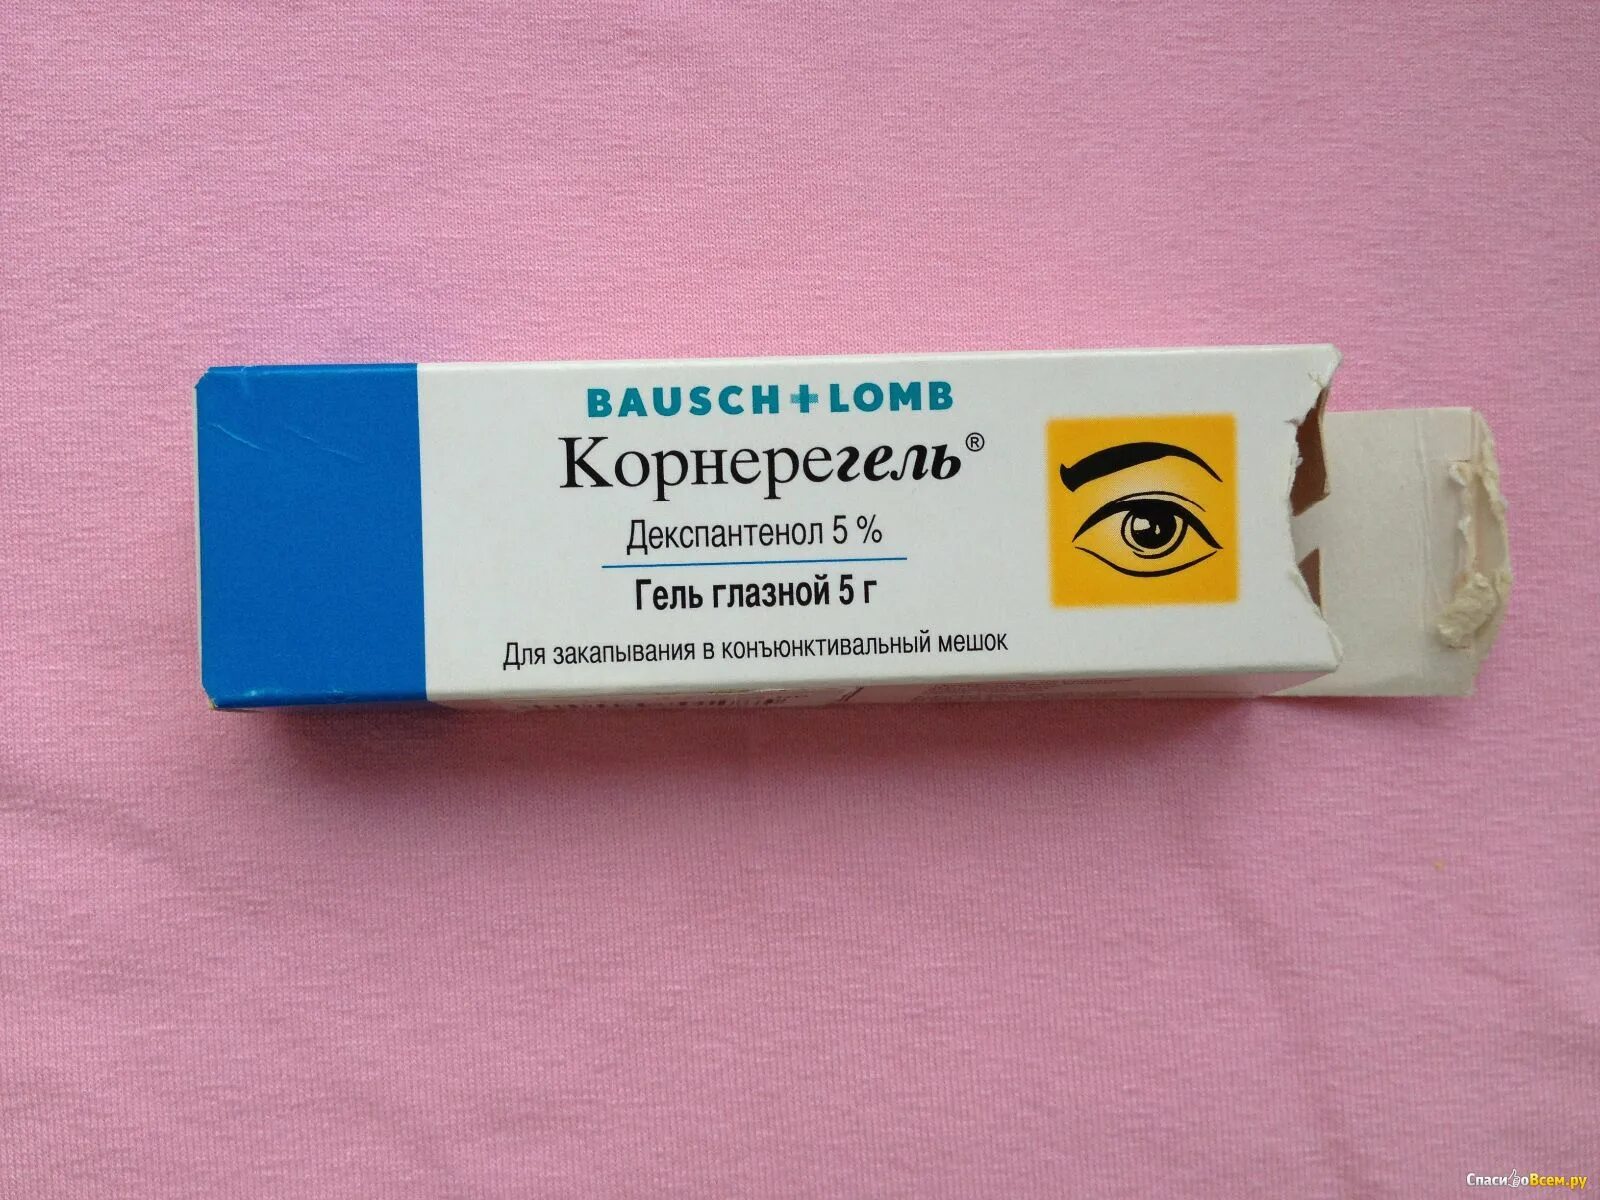 BAUSCH+LOMB
Корнерегель®
Декспантенол 5 %
Гель глазной 5 г
Для закапывания в конъюнктивальный мешок
СпасибоВсем.ру